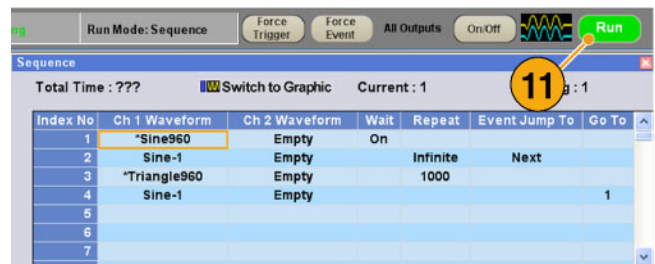 ng Run Mode: Sequence Force Trigger Force Event All Outputs On/Off Run
Sequence
Total Time : ??? Switch to Graphic Current : 1 11 : 1
Index No Ch 1 Waveform Ch 2 Waveform Wait Repeat Event Jump To Go To
1 *Sine960 Empty On
2 Sine-1 Empty Infinite Next
3 *Triangle960 Empty 1000
4 Sine-1 Empty 1
5
6
7